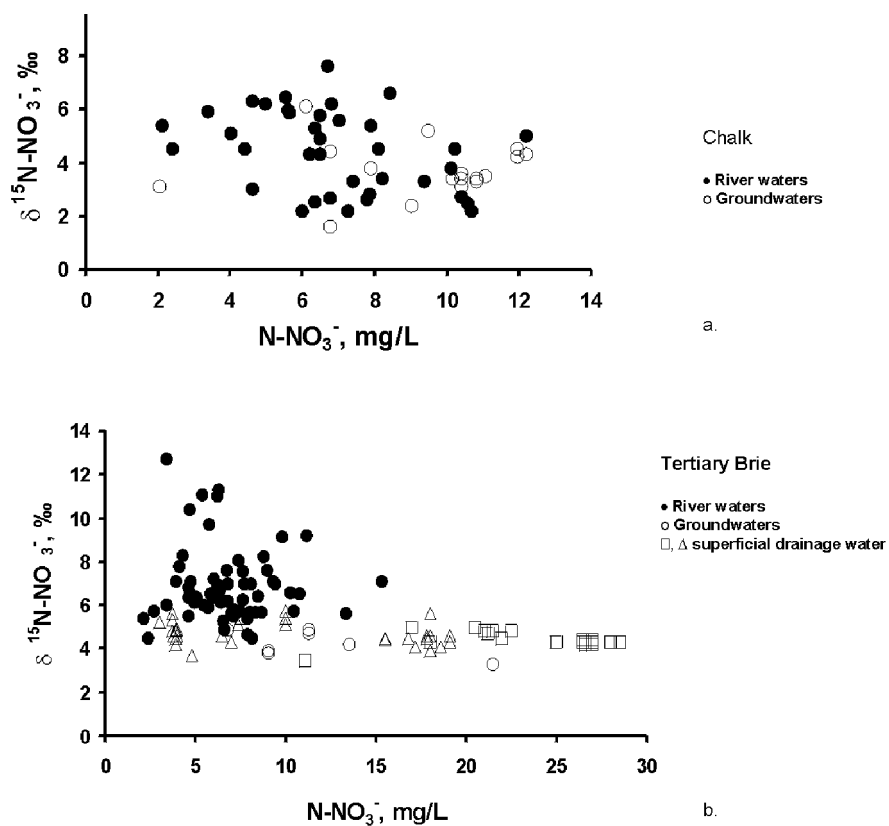 8
6
4
2
0
δ ¹⁵N-NO₃⁻, ‰
0 2 4 6 8 10 12 14
N-NO₃⁻, mg/L
Chalk
● River waters
○ Groundwaters
a.
14
12
10
8
6
4
2
0
δ ¹⁵N-NO₃⁻, ‰
0 5 10 15 20 25 30
N-NO₃⁻, mg/L
Tertiary Brie
● River waters
○ Groundwaters
□, Δ superficial drainage water
b.